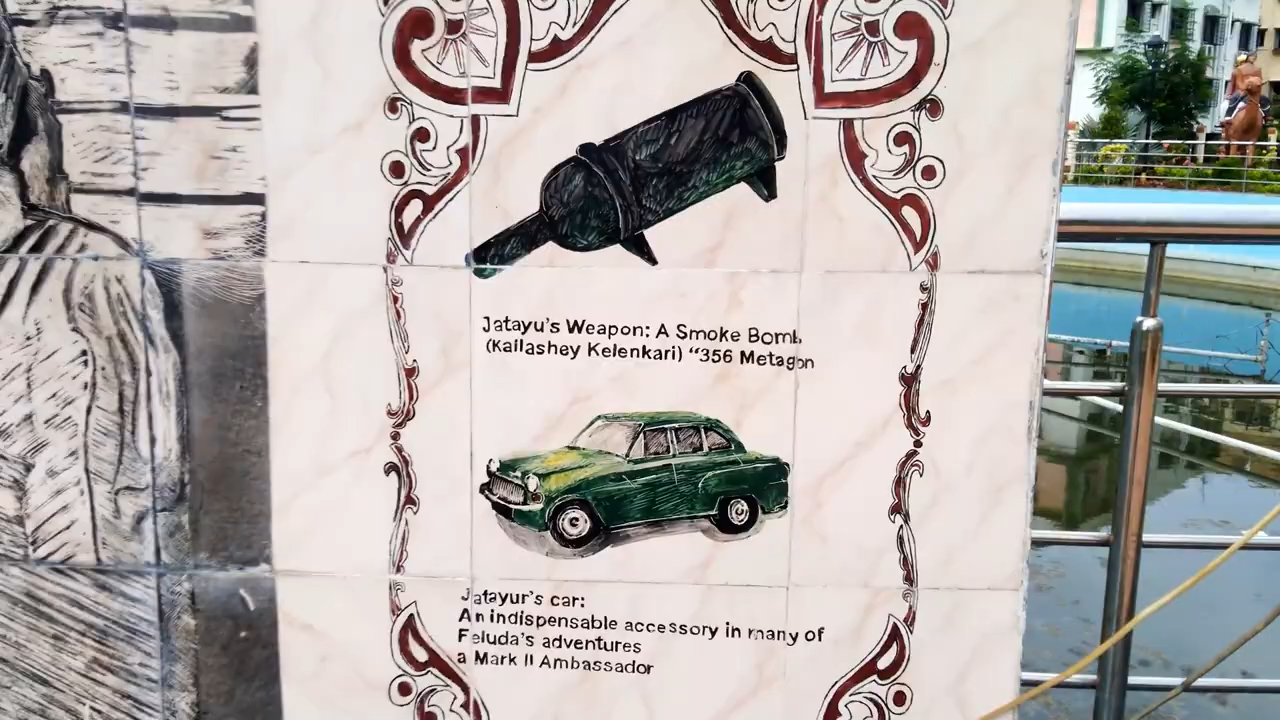 Jatayu's Weapon: A Smoke Bomb
(Kailashey Kelenkari) "356 Metagon
Jatayur's car:
An indispensable accessory in many of
Feluda's adventures
a Mark II Ambassador